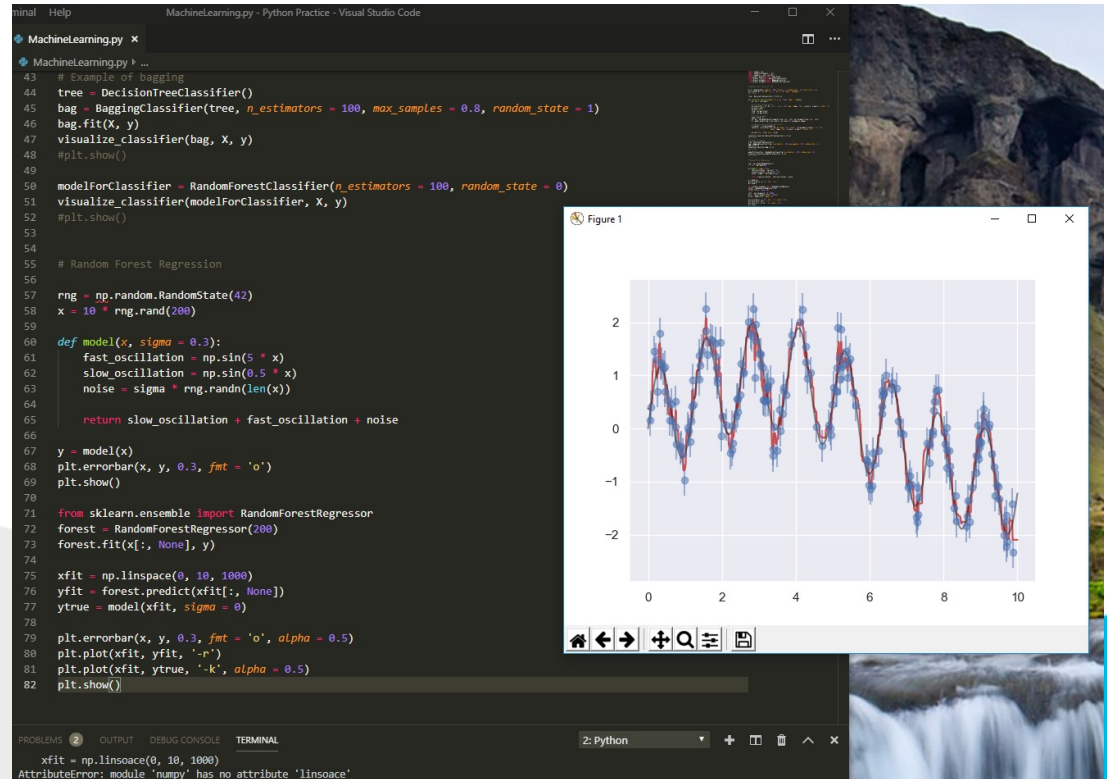 minal Help MachineLearning.py - Python Practice - Visual Studio Code
MachineLearning.py ×
MachineLearning.py ▸ ...
43 # Example of bagging
44 tree = DecisionTreeClassifier()
45 bag = BaggingClassifier(tree, n_estimators = 100, max_samples = 0.8, random_state = 1)
46 bag.fit(X, y)
47 visualize_classifier(bag, X, y)
48 #plt.show()
49
50 modelForClassifier = RandomForestClassifier(n_estimators = 100, random_state = 0)
51 visualize_classifier(modelForClassifier, X, y)
52 #plt.show()
53
54
55 # Random Forest Regression
56
57 rng = np.random.RandomState(42)
58 x = 10 * rng.rand(200)
59
60 def model(x, sigma = 0.3):
61 fast_oscillation = np.sin(5 * x)
62 slow_oscillation = np.sin(0.5 * x)
63 noise = sigma * rng.randn(len(x))
64
65 return slow_oscillation + fast_oscillation + noise
66
67 y = model(x)
68 plt.errorbar(x, y, 0.3, fmt = 'o')
69 plt.show()
70
71 from sklearn.ensemble import RandomForestRegressor
72 forest = RandomForestRegressor(200)
73 forest.fit(x[:, None], y)
74
75 xfit = np.linspace(0, 10, 1000)
76 yfit = forest.predict(xfit[:, None])
77 ytrue = model(xfit, sigma = 0)
78
79 plt.errorbar(x, y, 0.3, fmt = 'o', alpha = 0.5)
80 plt.plot(xfit, yfit, '-r')
81 plt.plot(xfit, ytrue, '-k', alpha = 0.5)
82 plt.show()
Figure 1
2
1
0
−1
−2
0 2 4 6 8 10
PROBLEMS 2 OUTPUT DEBUG CONSOLE TERMINAL 2: Python
xfit = np.linsoace(0, 10, 1000)
AttributeError: module 'numpy' has no attribute 'linsoace'